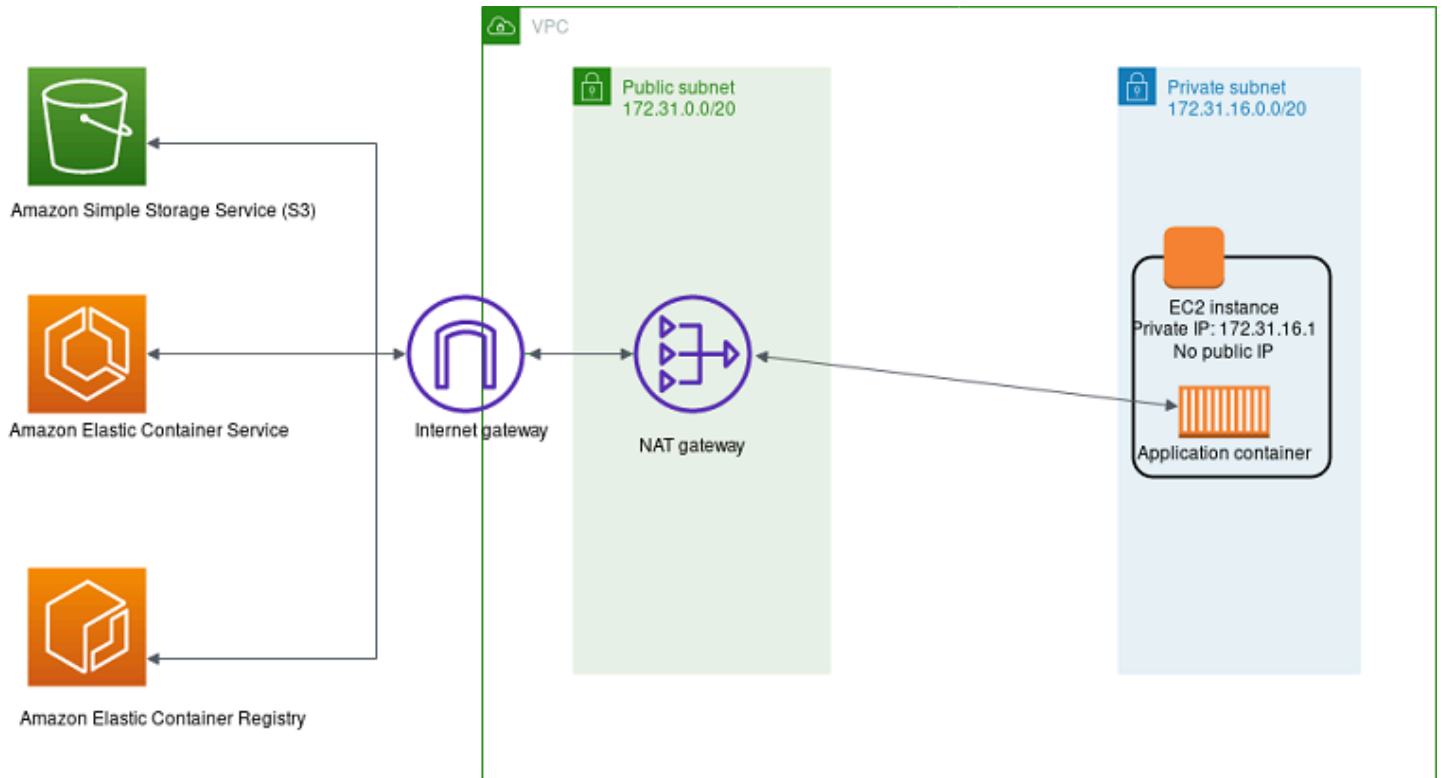 VPC
Public subnet
172.31.0.0/20
Private subnet
172.31.16.0.0/20
Amazon Simple Storage Service (S3)
EC2 instance
Private IP: 172.31.16.1
No public IP
Amazon Elastic Container Service
Internet gateway
NAT gateway
Application container
Amazon Elastic Container Registry